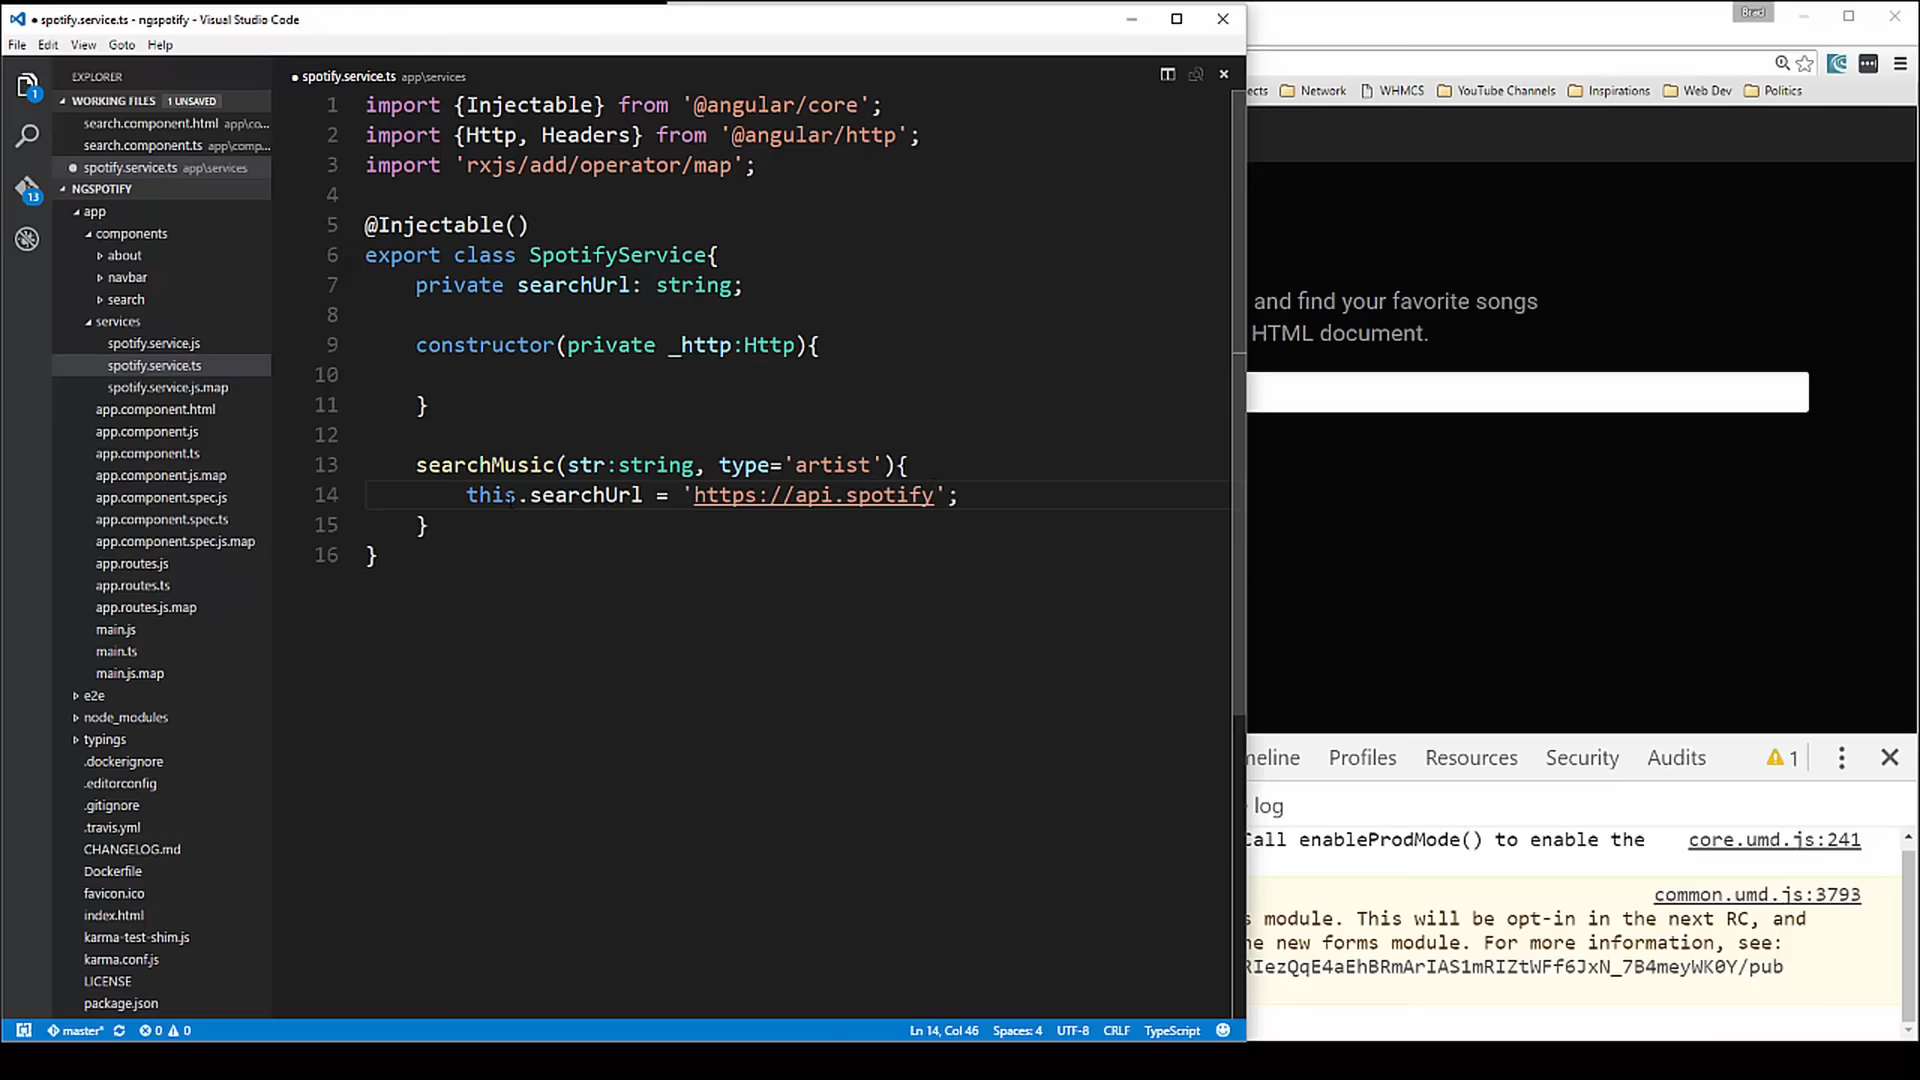 ● spotify.service.ts - ngspotify - Visual Studio Code
File Edit View Goto Help
EXPLORER
WORKING FILES 1 UNSAVED
search.component.html app\co...
search.component.ts app\comp...
spotify.service.ts app\services
NGSPOTIFY
app
components
about
navbar
search
services
spotify.service.js
spotify.service.ts
spotify.service.js.map
app.component.html
app.component.js
app.component.ts
app.component.js.map
app.component.spec.js
app.component.spec.ts
app.component.spec.js.map
app.routes.js
app.routes.ts
app.routes.js.map
main.js
main.ts
main.js.map
e2e
node_modules
typings
.dockerignore
.editorconfig
.gitignore
.travis.yml
CHANGELOG.md
Dockerfile
favicon.ico
index.html
karma-test-shim.js
karma.conf.js
LICENSE
package.json
1
13
● spotify.service.ts app\services
1 import {Injectable} from '@angular/core';
2 import {Http, Headers} from '@angular/http';
3 import 'rxjs/add/operator/map';
4
5 @Injectable()
6 export class SpotifyService{
7 private searchUrl: string;
8
9 constructor(private _http:Http){
10
11 }
12
13 searchMusic(str:string, type='artist'){
14 this.searchUrl = 'https://api.spotify';
15 }
16 }
master* 0 0 Ln 14, Col 46 Spaces: 4 UTF-8 CRLF TypeScript
Brad
ects Network WHMCS YouTube Channels Inspirations Web Dev Politics
and find your favorite songs
HTML document.
meline Profiles Resources Security Audits 1
log
Call enableProdMode() to enable the core.umd.js:241
common.umd.js:3793
s module. This will be opt-in in the next RC, and
he new forms module. For more information, see:
RIezQqE4aEhBRmArIAS1mRIZtWFf6JxN_7B4meyWK0Y/pub